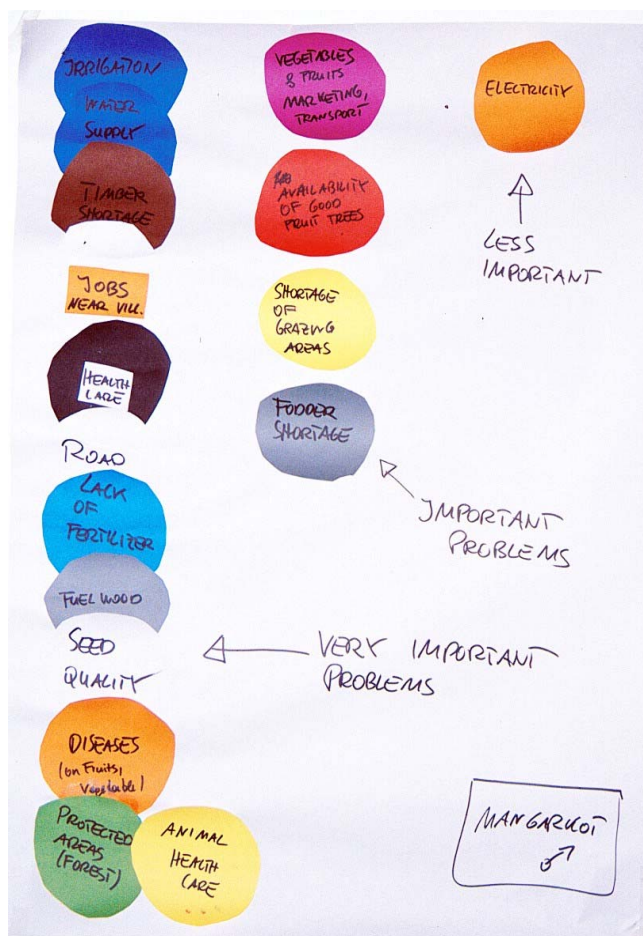 IRRIGATION
WATER
SUPPLY
TIMBER
SHORTAGE
JOBS
NEAR VILL.
HEALTH
CARE
ROAD
LACK
OF
FERTILIZER
FUEL WOOD
SEED
QUALITY
DISEASES
(on Fruits,
Vegetable)
PROTECTED
AREAS
(FOREST)
ANIMAL
HEALTH
CARE
VERY IMPORTANT
PROBLEMS
VEGETABLES
& FRUITS
MARKETING,
TRANSPORT
AVAILABILITY
OF GOOD
FRUIT TREES
SHORTAGE
OF
GRAZING
AREAS
FODDER
SHORTAGE
IMPORTANT
PROBLEMS
ELECTRICITY
LESS
IMPORTANT
MANGARKOT
♂